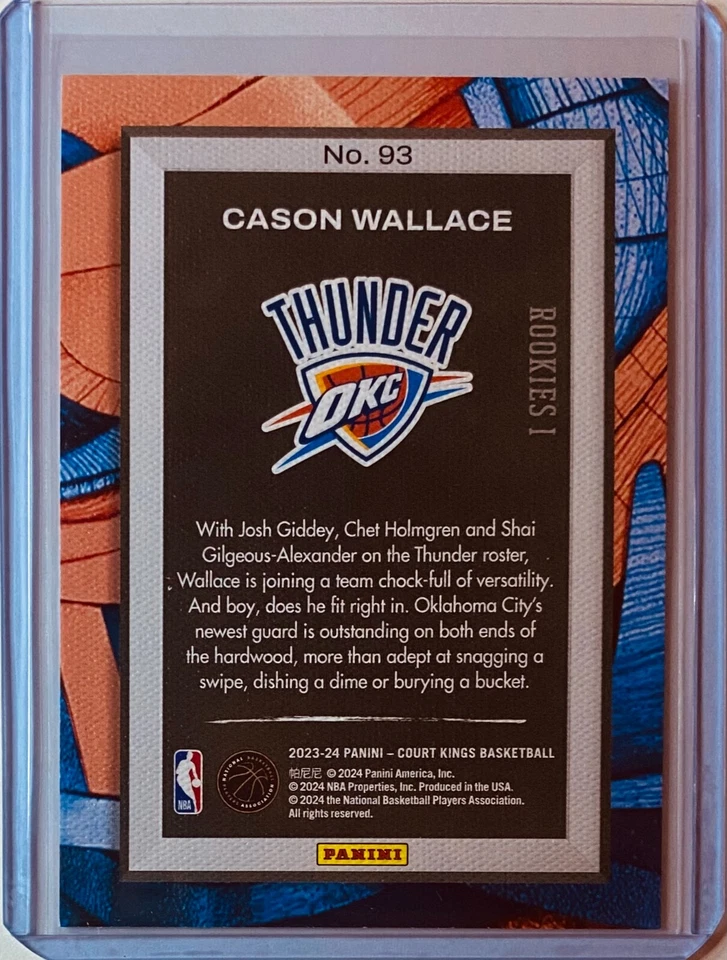 No. 93
CASON WALLACE
THUNDER
OKC
ROOKIES I
With Josh Giddey, Chet Holmgren and Shai
Gilgeous-Alexander on the Thunder roster,
Wallace is joining a team chock-full of versatility.
And boy, does he fit right in. Oklahoma City's
newest guard is outstanding on both ends of
the hardwood, more than adept at snagging a
swipe, dishing a dime or burying a bucket.
2023-24 PANINI – COURT KINGS BASKETBALL
帕尼尼 © 2024 Panini America, Inc.
© 2024 NBA Properties, Inc. Produced in the USA.
© 2024 the National Basketball Players Association.
All rights reserved.
NBA
NATIONAL BASKETBALL PLAYERS ASSOCIATION
PANINI